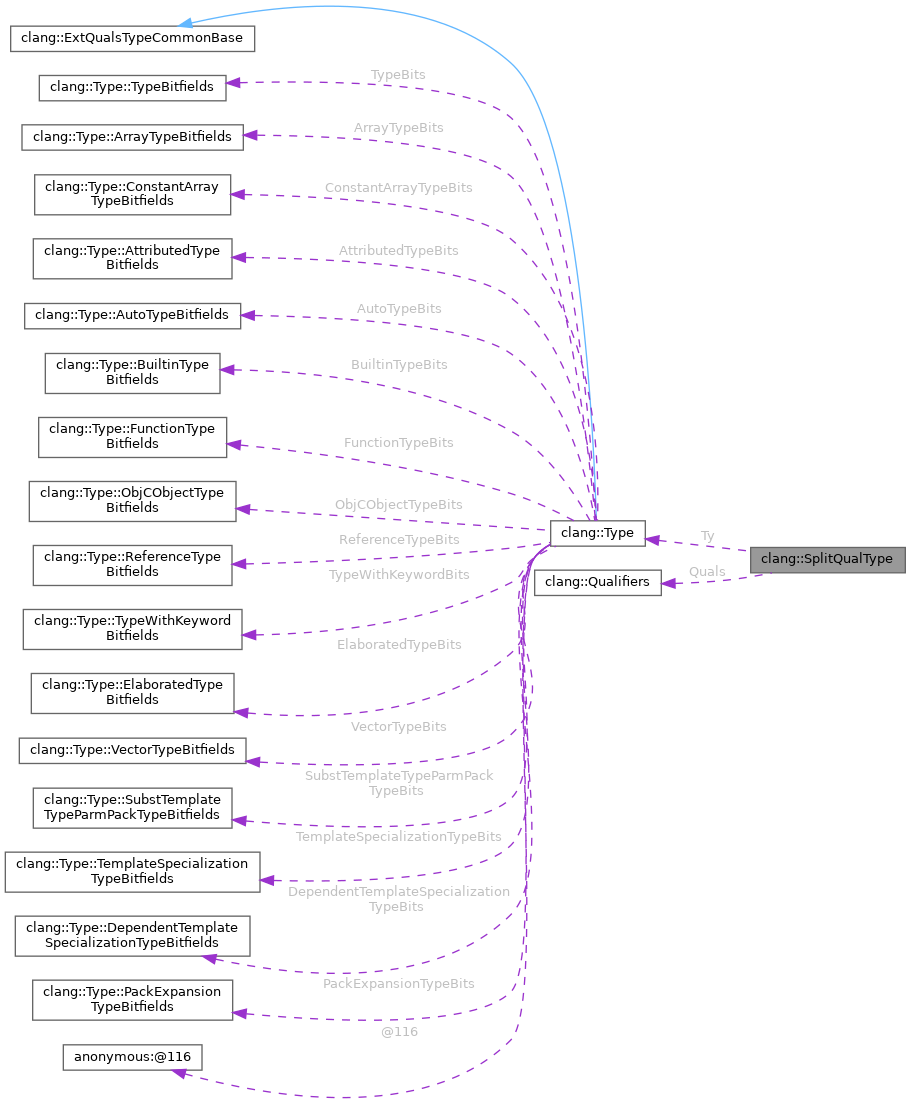 clang::ExtQualsTypeCommonBase
TypeBits
clang::Type::TypeBitfields
ArrayTypeBits
clang::Type::ArrayTypeBitfields
ConstantArrayTypeBits
clang::Type::ConstantArray
TypeBitfields
AttributedTypeBits
clang::Type::AttributedType
Bitfields
AutoTypeBits
clang::Type::AutoTypeBitfields
BuiltinTypeBits
clang::Type::BuiltinType
Bitfields
FunctionTypeBits
clang::Type::FunctionType
Bitfields
ObjCObjectTypeBits
clang::Type::ObjCObjectType
Bitfields
clang::Type
Ty
clang::SplitQualType
ReferenceTypeBits
clang::Type::ReferenceType
Bitfields
Quals
clang::Qualifiers
TypeWithKeywordBits
clang::Type::TypeWithKeyword
Bitfields
ElaboratedTypeBits
clang::Type::ElaboratedType
Bitfields
VectorTypeBits
clang::Type::VectorTypeBitfields
SubstTemplateTypeParmPack
TypeBits
clang::Type::SubstTemplate
TypeParmPackTypeBitfields
TemplateSpecializationTypeBits
clang::Type::TemplateSpecialization
TypeBitfields
DependentTemplateSpecialization
TypeBits
clang::Type::DependentTemplate
SpecializationTypeBitfields
PackExpansionTypeBits
clang::Type::PackExpansion
TypeBitfields
@116
anonymous:@116